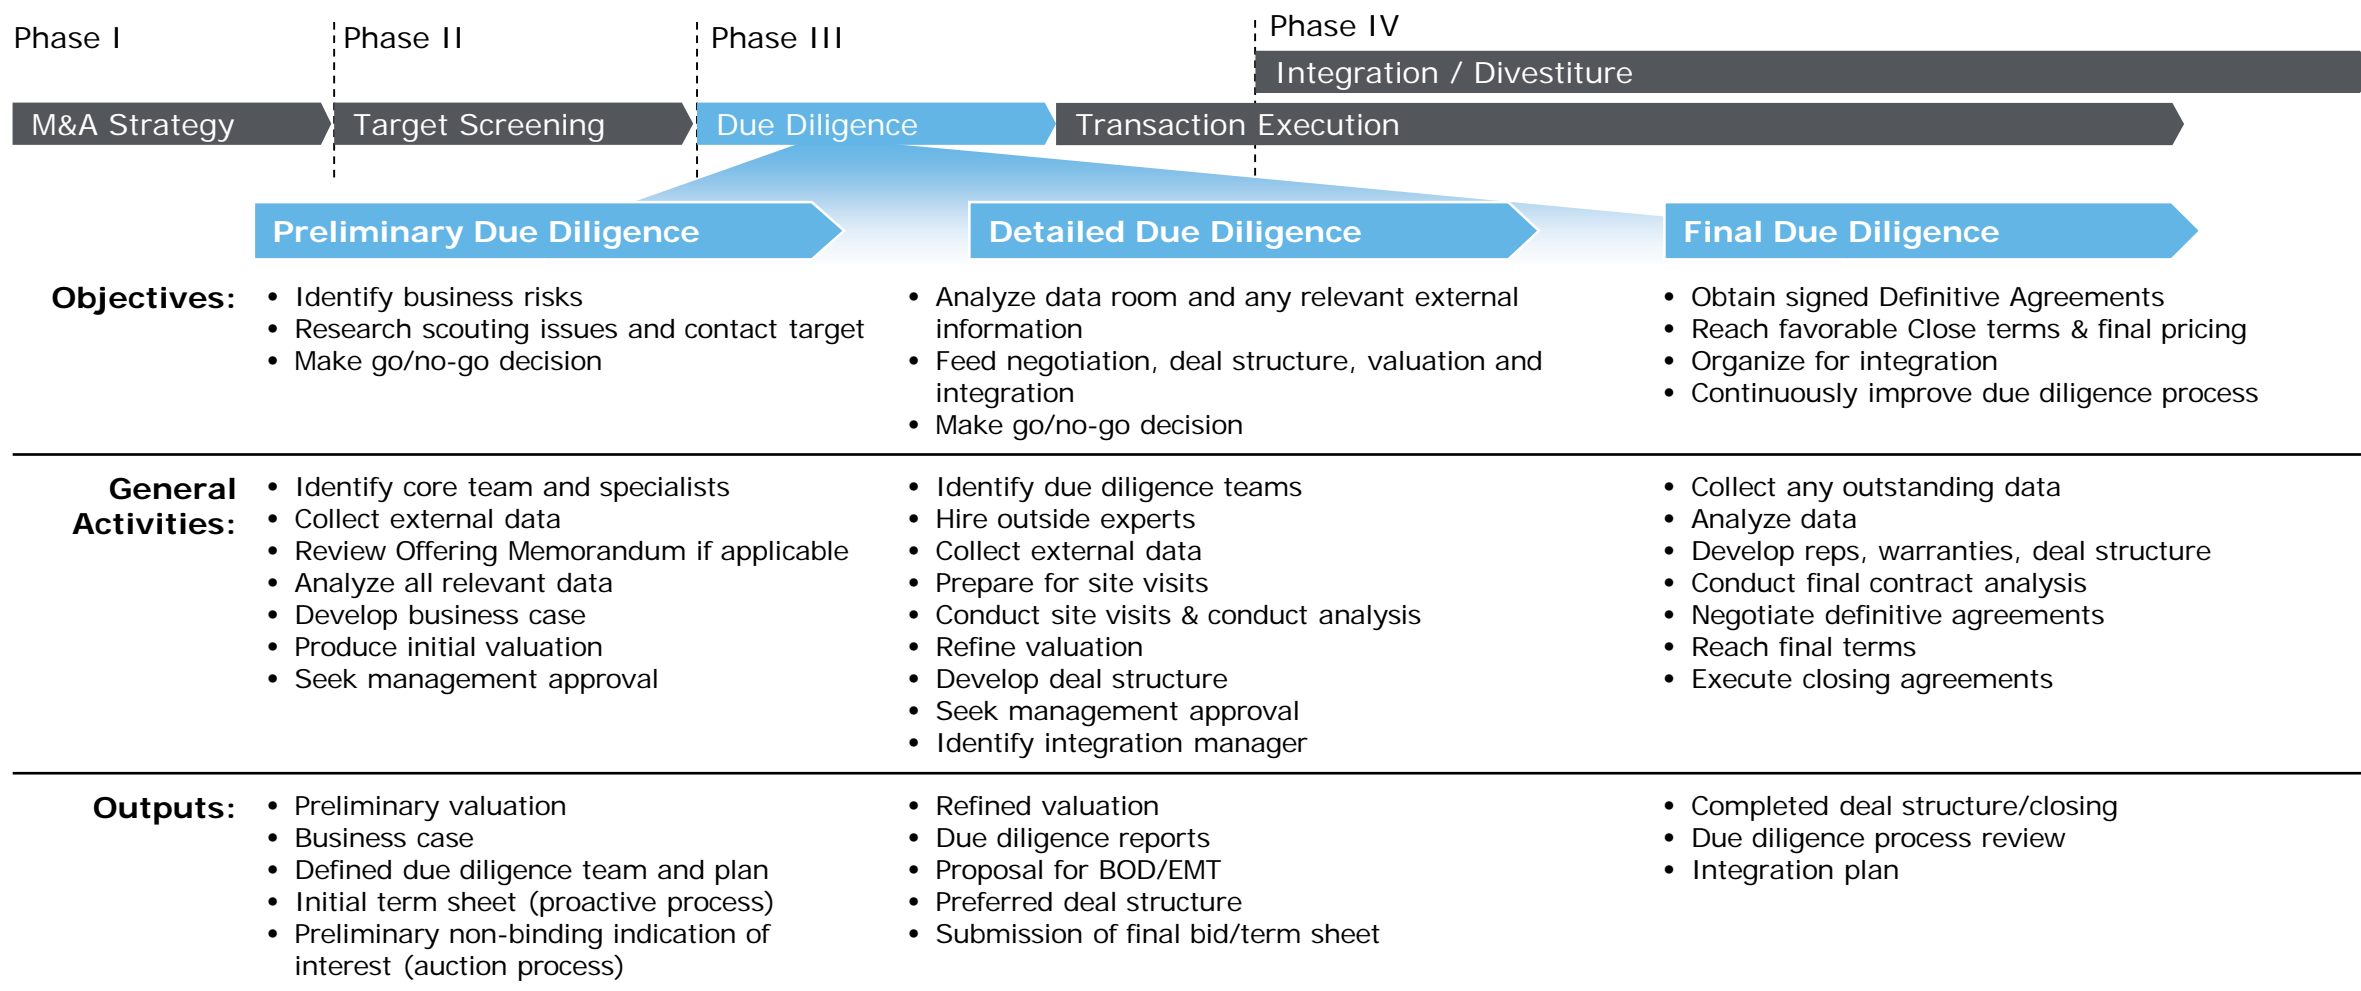 Phase I
Phase II
Phase III
Phase IV
Integration / Divestiture
M&A Strategy
Target Screening
Due Diligence
Transaction Execution
Preliminary Due Diligence
Detailed Due Diligence
Final Due Diligence
Objectives:
• Identify business risks
• Research scouting issues and contact target
• Make go/no-go decision
• Analyze data room and any relevant external
information
• Feed negotiation, deal structure, valuation and
integration
• Make go/no-go decision
• Obtain signed Definitive Agreements
• Reach favorable Close terms & final pricing
• Organize for integration
• Continuously improve due diligence process
General
Activities:
• Identify core team and specialists
• Collect external data
• Review Offering Memorandum if applicable
• Analyze all relevant data
• Develop business case
• Produce initial valuation
• Seek management approval
• Identify due diligence teams
• Hire outside experts
• Collect external data
• Prepare for site visits
• Conduct site visits & conduct analysis
• Refine valuation
• Develop deal structure
• Seek management approval
• Identify integration manager
• Collect any outstanding data
• Analyze data
• Develop reps, warranties, deal structure
• Conduct final contract analysis
• Negotiate definitive agreements
• Reach final terms
• Execute closing agreements
Outputs:
• Preliminary valuation
• Business case
• Defined due diligence team and plan
• Initial term sheet (proactive process)
• Preliminary non-binding indication of
interest (auction process)
• Refined valuation
• Due diligence reports
• Proposal for BOD/EMT
• Preferred deal structure
• Submission of final bid/term sheet
• Completed deal structure/closing
• Due diligence process review
• Integration plan